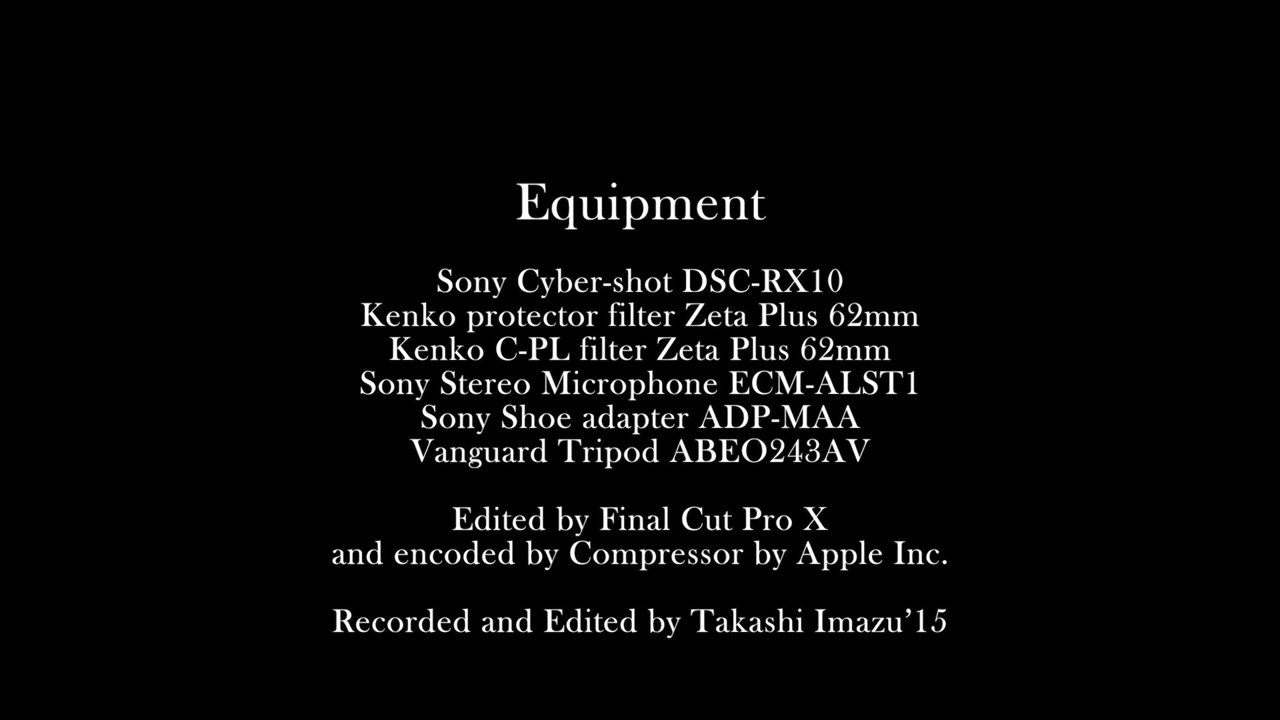 Equipment
Sony Cyber-shot DSC-RX10
Kenko protector filter Zeta Plus 62mm
Kenko C-PL filter Zeta Plus 62mm
Sony Stereo Microphone ECM-ALST1
Sony Shoe adapter ADP-MAA
Vanguard Tripod ABEO243AV
Edited by Final Cut Pro X
and encoded by Compressor by Apple Inc.
Recorded and Edited by Takashi Imazu’15